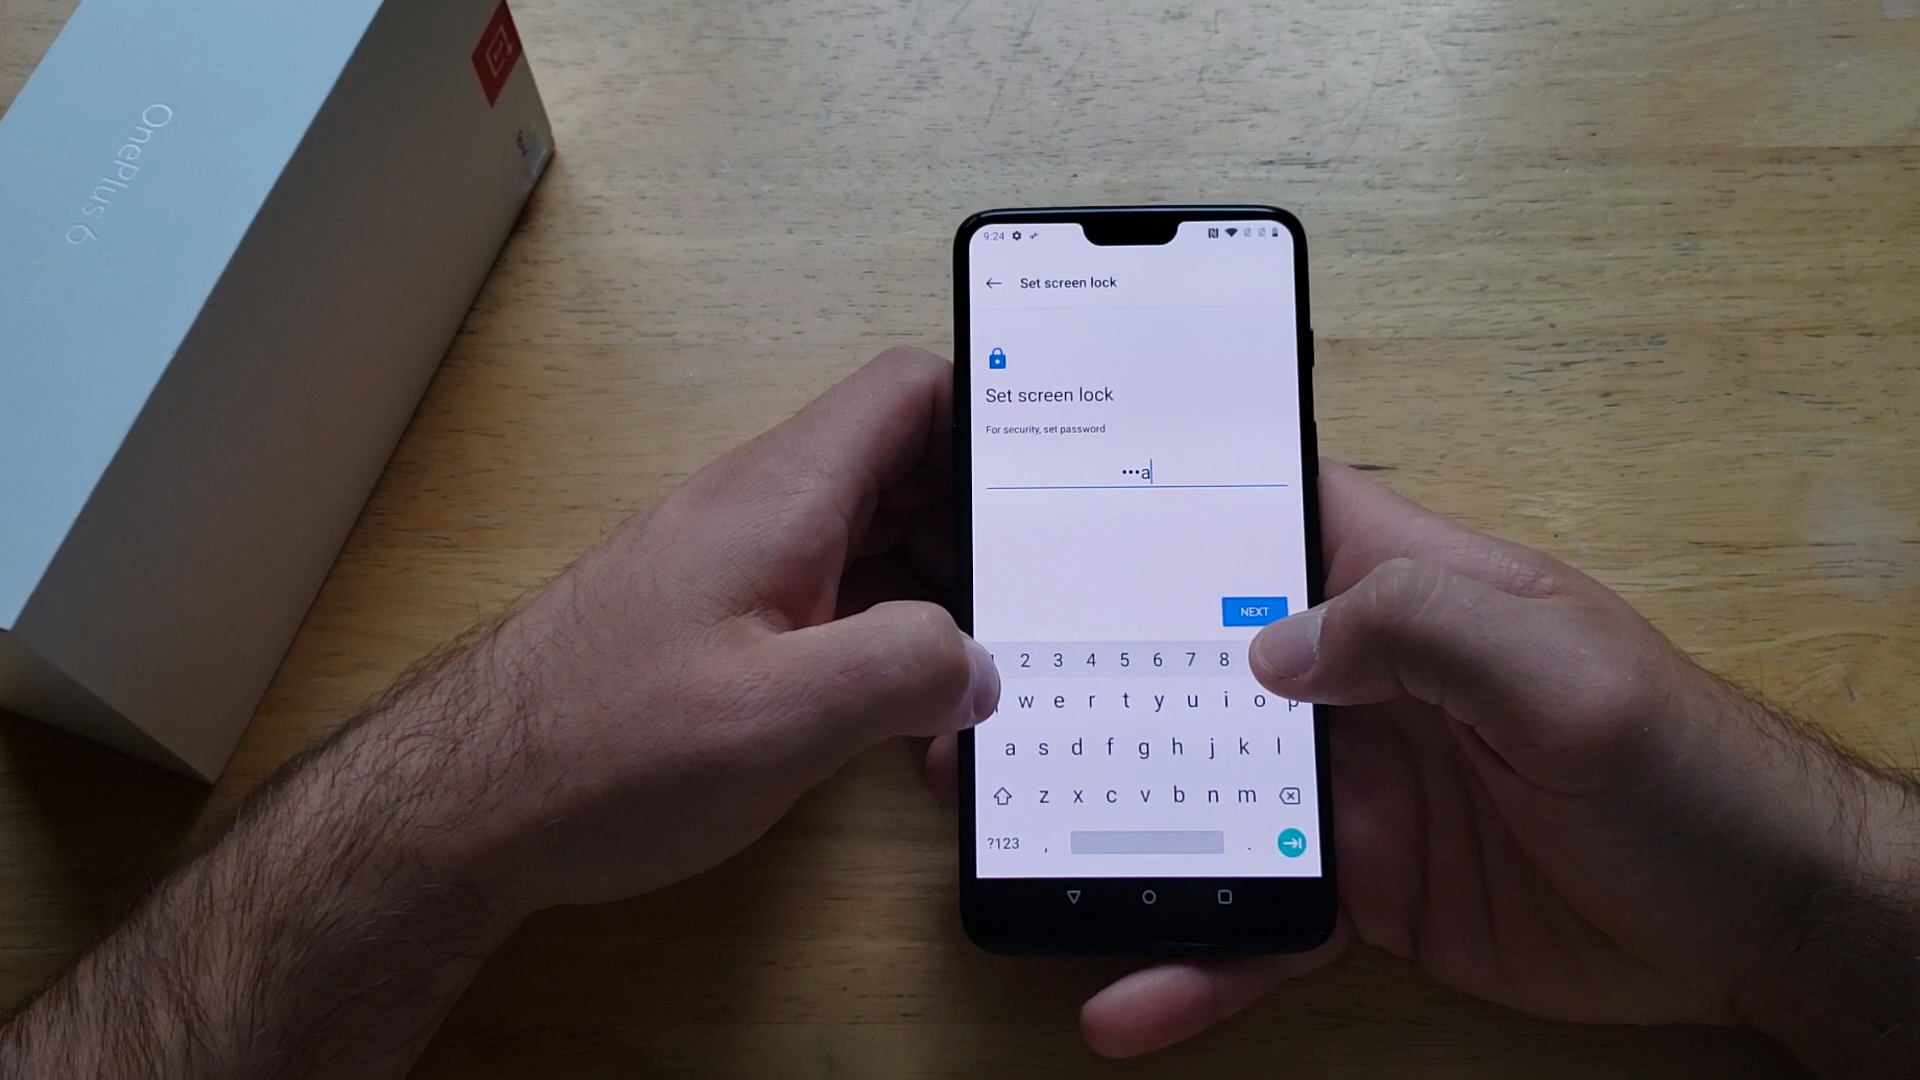 OnePlus 6
9:24
Set screen lock
Set screen lock
For security, set password
•••a
NEXT
2 3 4 5 6 7 8
w e r t y u i o p
a s d f g h j k l
z x c v b n m
?123 , .